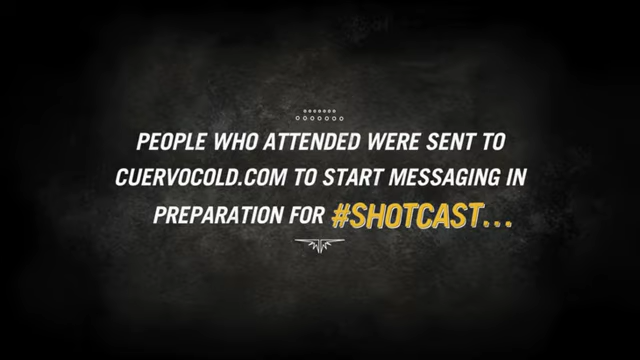 PEOPLE WHO ATTENDED WERE SENT TO
CUERVOCOLD.COM TO START MESSAGING IN
PREPARATION FOR #SHOTCAST...